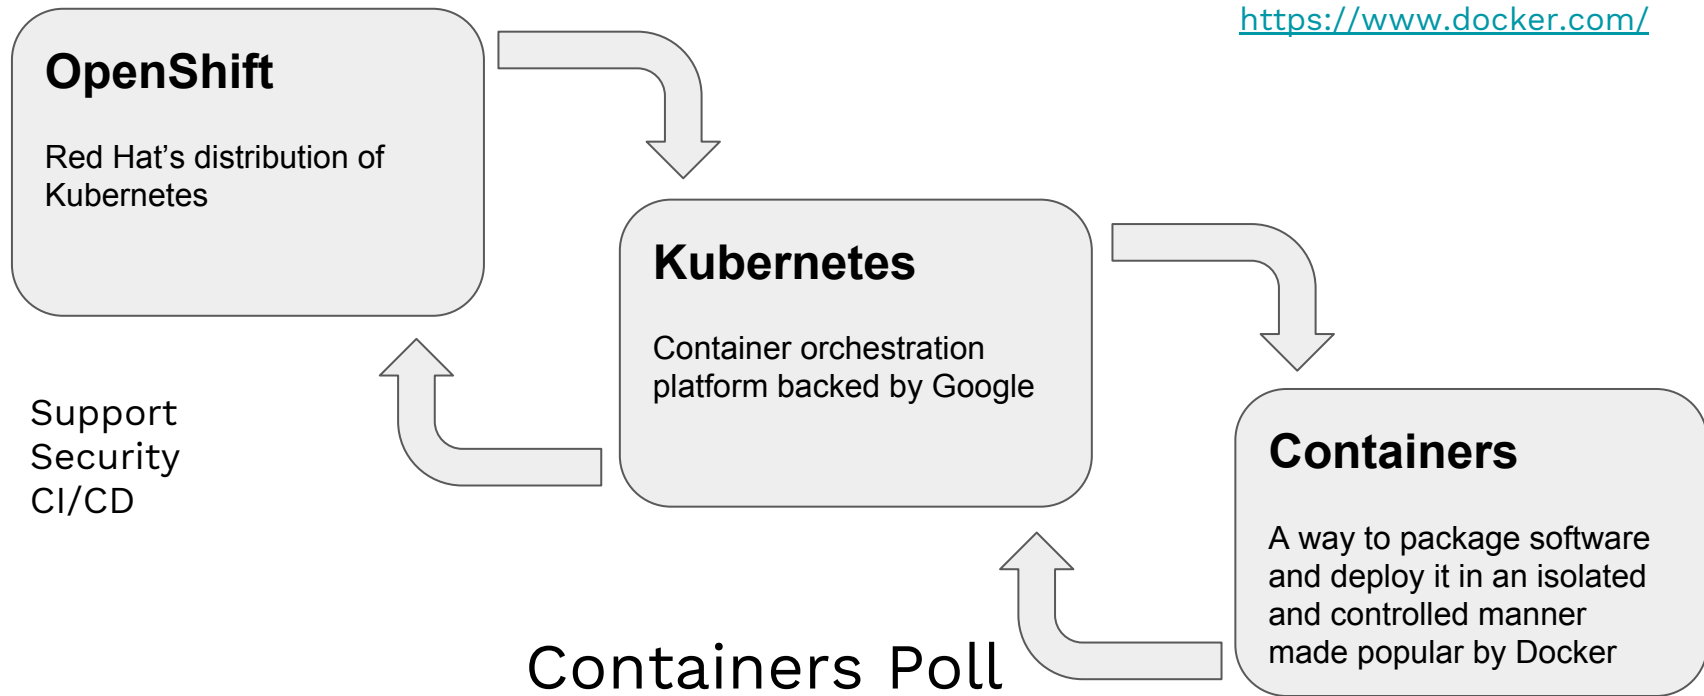 https://www.docker.com/
OpenShift
Red Hat’s distribution of
Kubernetes
Kubernetes
Container orchestration
platform backed by Google
Support
Security
CI/CD
Containers
A way to package software
and deploy it in an isolated
and controlled manner
made popular by Docker
Containers Poll